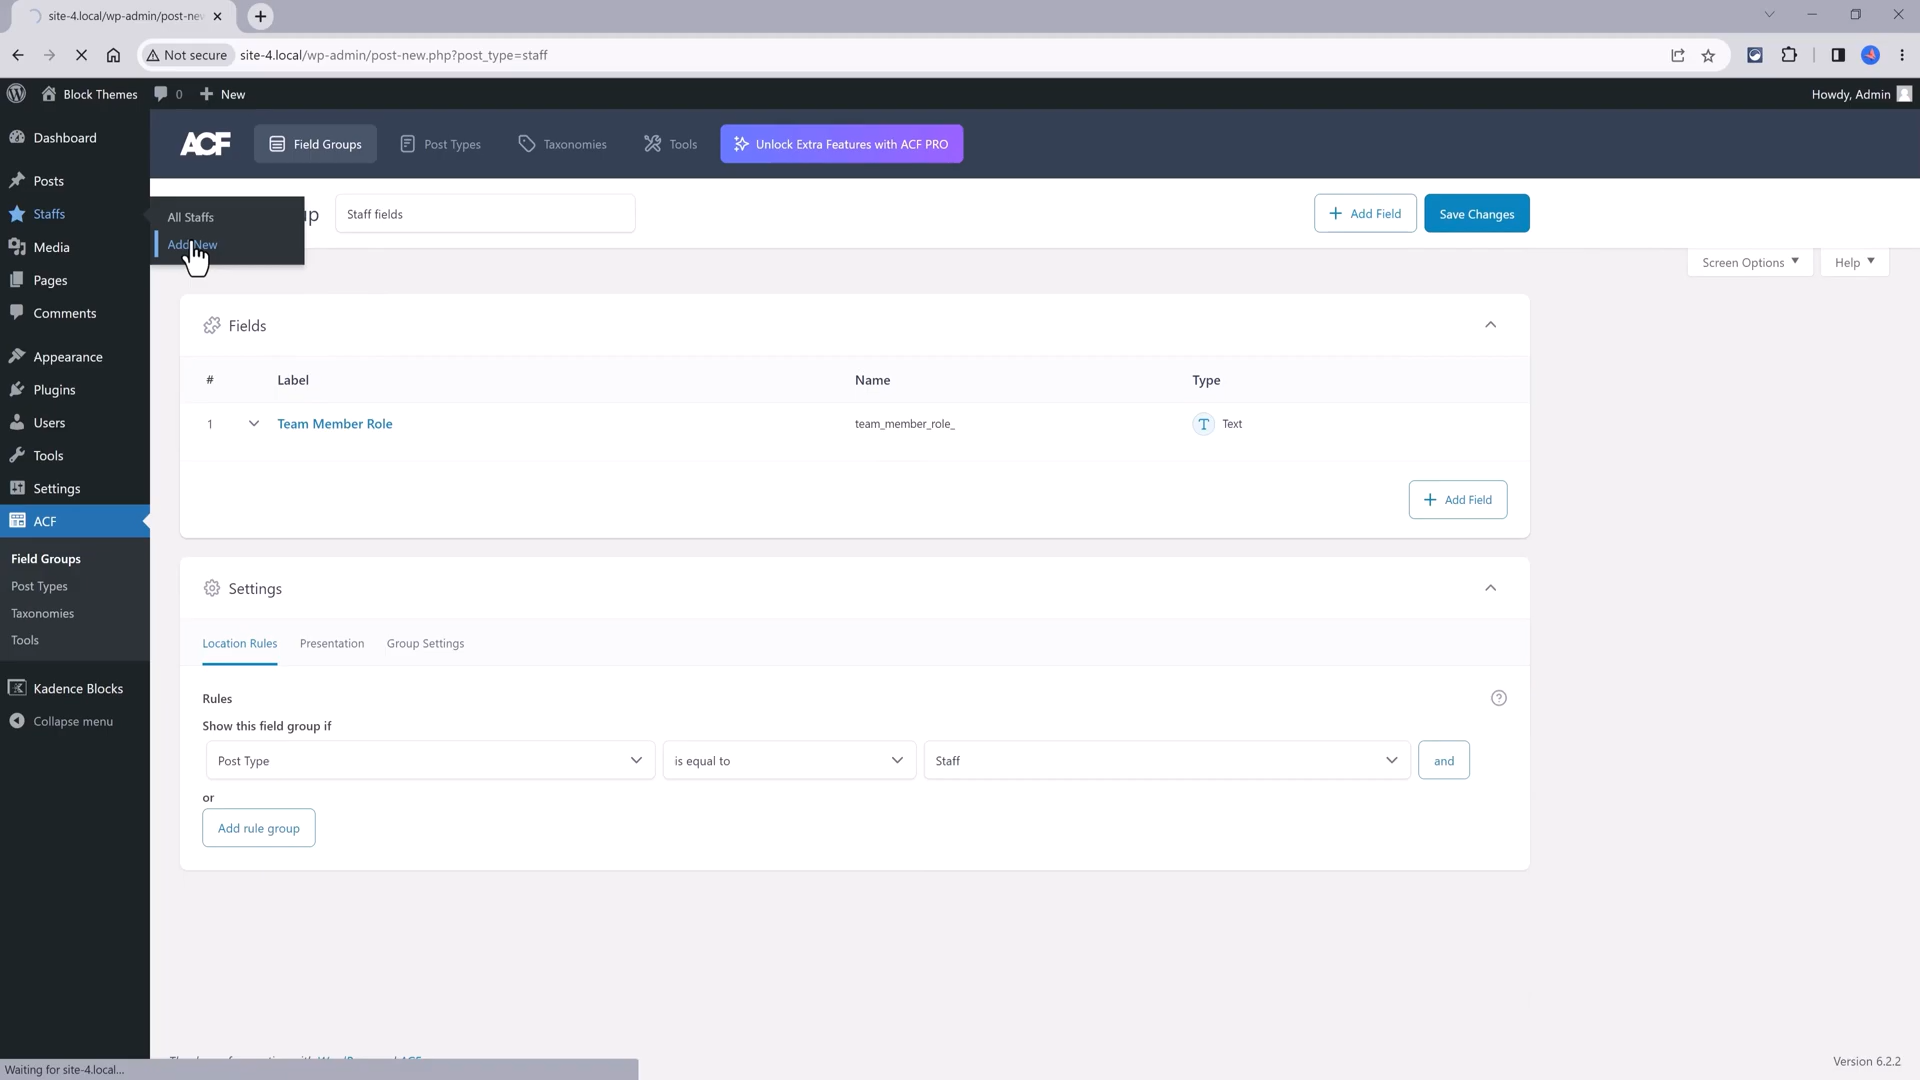 site-4.local/wp-admin/post-new
Not secure
site-4.local/wp-admin/post-new.php?post_type=staff
Block Themes
0
New
Howdy, Admin
Dashboard
Posts
Staffs
Media
Pages
Comments
Appearance
Plugins
Users
Tools
Settings
ACF
Field Groups
Post Types
Taxonomies
Tools
Kadence Blocks
Collapse menu
All Staffs
Add New
ACF
Field Groups
Post Types
Taxonomies
Tools
Unlock Extra Features with ACF PRO
Staff fields
Add Field
Save Changes
Screen Options
Help
Fields
# Label Name Type
1 Team Member Role team_member_role_ T Text
Add Field
Settings
Location Rules Presentation Group Settings
Rules
Show this field group if
Post Type
is equal to
Staff
and
or
Add rule group
Version 6.2.2
Waiting for site-4.local...